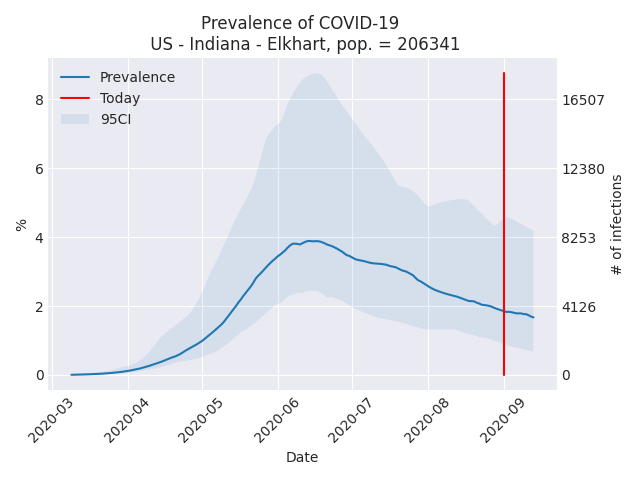 Prevalence of COVID-19
US - Indiana - Elkhart, pop. = 206341
Prevalence
Today
95CI
%
8
6
4
2
0
16507
12380
8253
4126
0
# of infections
2020-03
2020-04
2020-05
2020-06
2020-07
2020-08
2020-09
Date